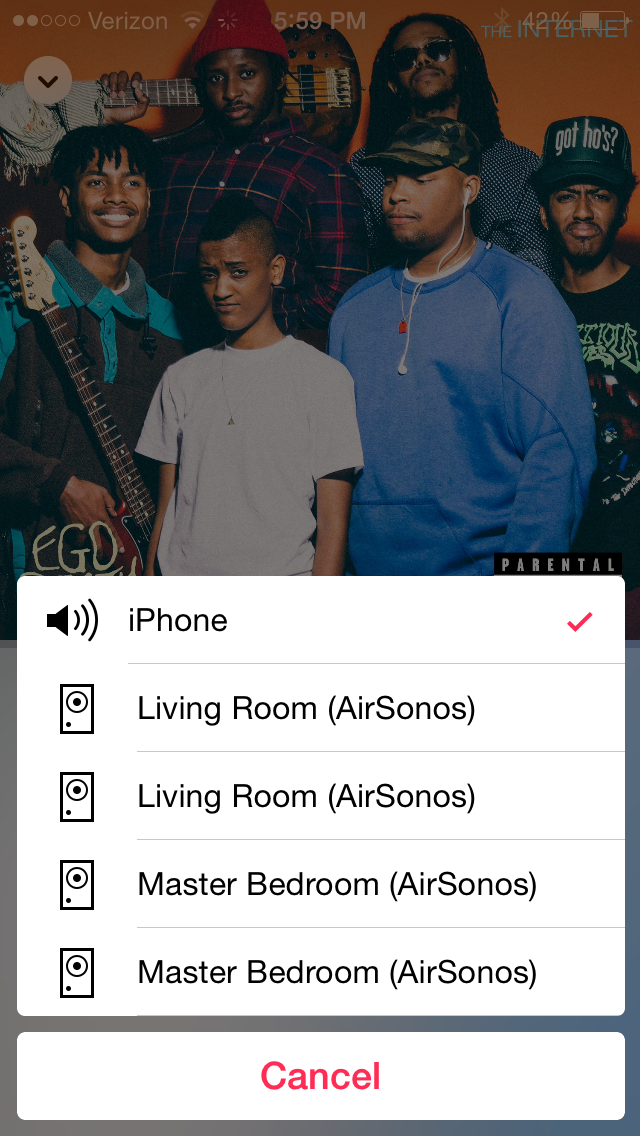 Verizon 5:59 PM 42%
THE INTERNET
got ho's?
EGO
PARENTAL
iPhone
Living Room (AirSonos)
Living Room (AirSonos)
Master Bedroom (AirSonos)
Master Bedroom (AirSonos)
Cancel